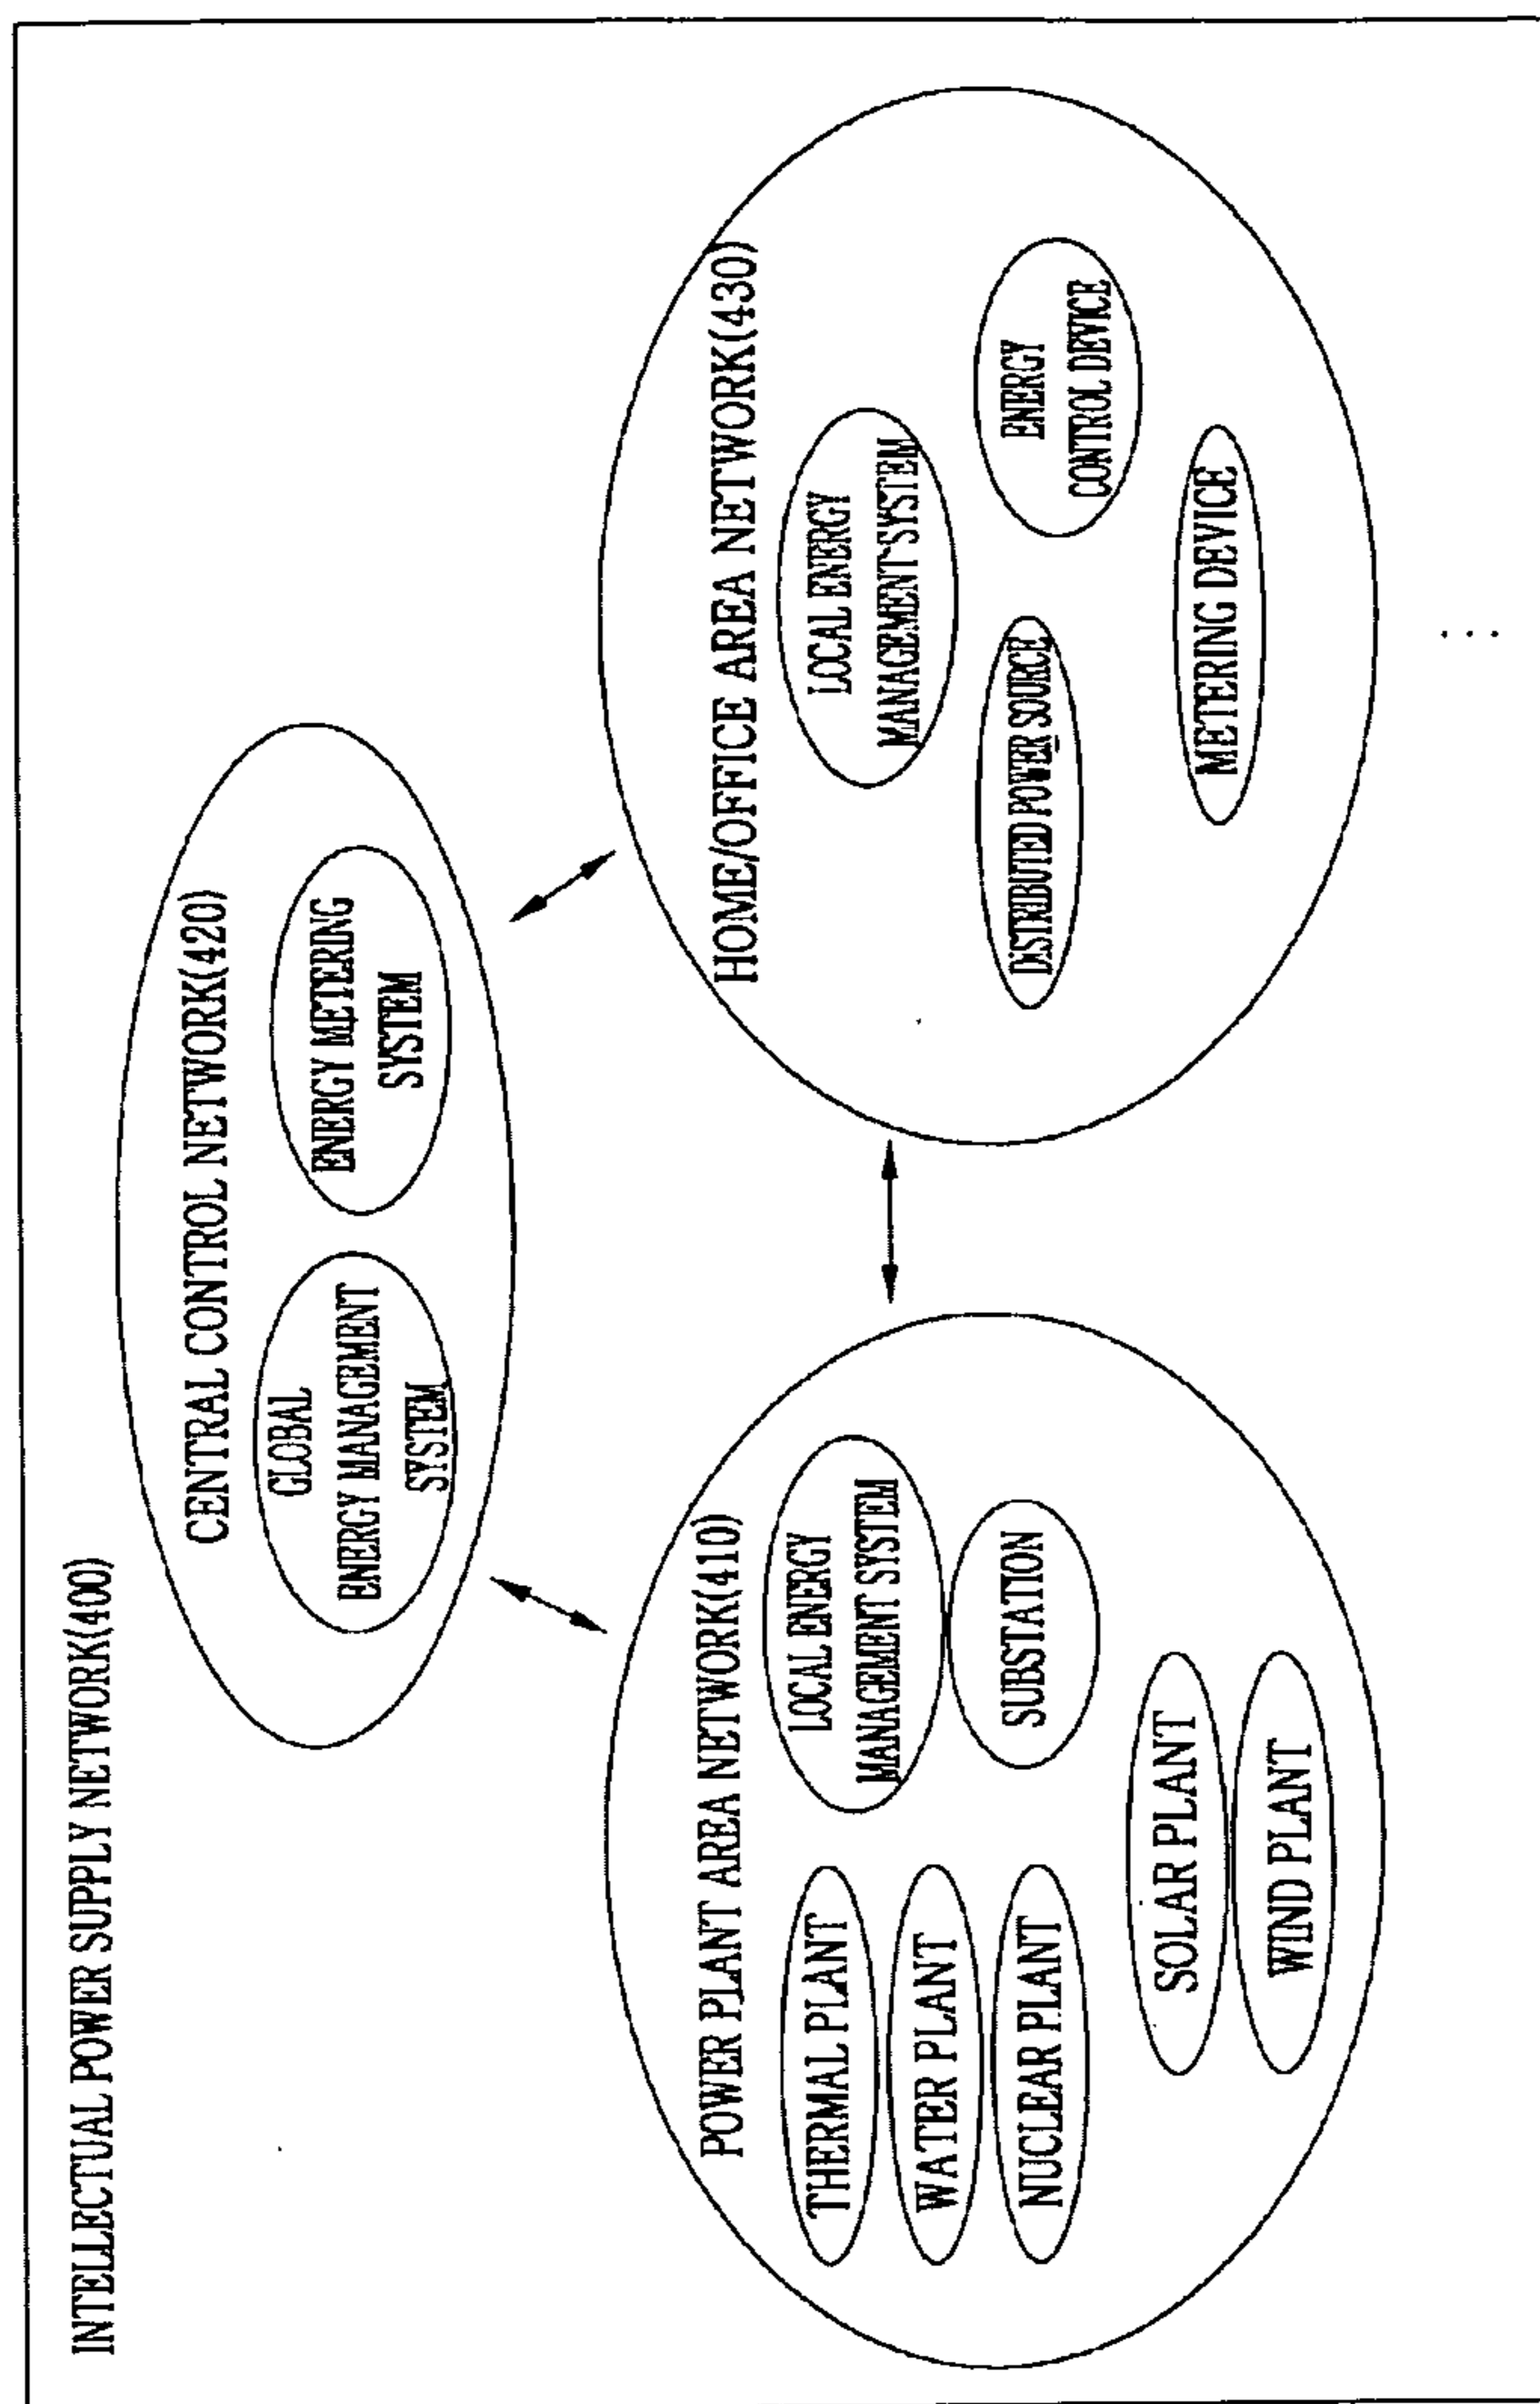 INTELLECTUAL POWER SUPPLY NETWORK(400)
CENTRAL CONTROL NETWORK(420)
GLOBAL
ENERGY MANAGEMENT
SYSTEM
ENERGY METERING
SYSTEM
POWER PLANT AREA NETWORK(410)
THERMAL PLANT
WATER PLANT
NUCLEAR PLANT
LOCAL ENERGY
MANAGEMENT SYSTEM
SUBSTATION
SOLAR PLANT
WIND PLANT
HOME/OFFICE AREA NETWORK(430)
LOCAL ENERGY
MANAGEMENT SYSTEM
DISTRIBUTED POWER SOURCE
ENERGY
CONTROL DEVICE
METERING DEVICE
...